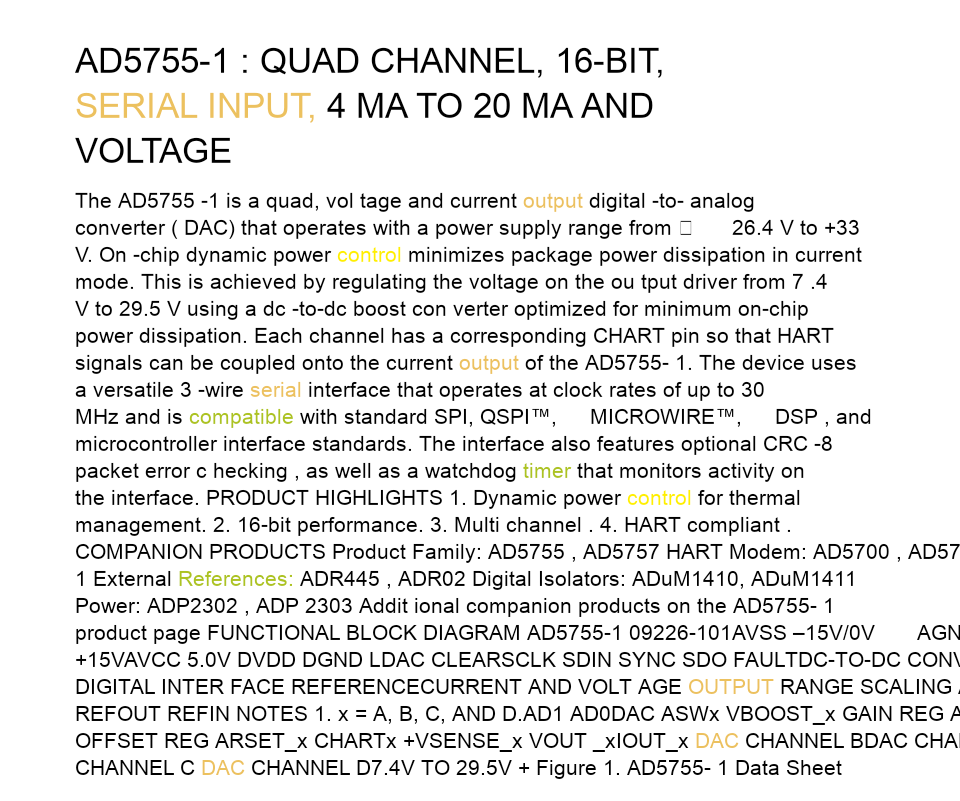 AD5755-1 : QUAD CHANNEL, 16-BIT,
SERIAL INPUT, 4 MA TO 20 MA AND
VOLTAGE
The AD5755 -1 is a quad, vol tage and current output digital -to- analog
converter ( DAC) that operates with a power supply range from □ 26.4 V to +33
V. On -chip dynamic power control minimizes package power dissipation in current
mode. This is achieved by regulating the voltage on the ou tput driver from 7 .4
V to 29.5 V using a dc -to-dc boost con verter optimized for minimum on-chip
power dissipation. Each channel has a corresponding CHART pin so that HART
signals can be coupled onto the current output of the AD5755- 1. The device uses
a versatile 3 -wire serial interface that operates at clock rates of up to 30
MHz and is compatible with standard SPI, QSPI™, MICROWIRE™, DSP , and
microcontroller interface standards. The interface also features optional CRC -8
packet error c hecking , as well as a watchdog timer that monitors activity on
the interface. PRODUCT HIGHLIGHTS 1. Dynamic power control for thermal
management. 2. 16-bit performance. 3. Multi channel . 4. HART compliant .
COMPANION PRODUCTS Product Family: AD5755 , AD5757 HART Modem: AD5700 , AD57
1 External References: ADR445 , ADR02 Digital Isolators: ADuM1410, ADuM1411
Power: ADP2302 , ADP 2303 Addit ional companion products on the AD5755- 1
product page FUNCTIONAL BLOCK DIAGRAM AD5755-1 09226-101AVSS –15V/0V AGN
+15VAVCC 5.0V DVDD DGND LDAC CLEARSCLK SDIN SYNC SDO FAULTDC-TO-DC CONV
DIGITAL INTER FACE REFERENCECURRENT AND VOLT AGE OUTPUT RANGE SCALING
REFOUT REFIN NOTES 1. x = A, B, C, AND D.AD1 AD0DAC ASWx VBOOST_x GAIN REG A
OFFSET REG ARSET_x CHARTx +VSENSE_x VOUT _xIOUT_x DAC CHANNEL BDAC CHA
CHANNEL C DAC CHANNEL D7.4V TO 29.5V + Figure 1. AD5755- 1 Data Sheet